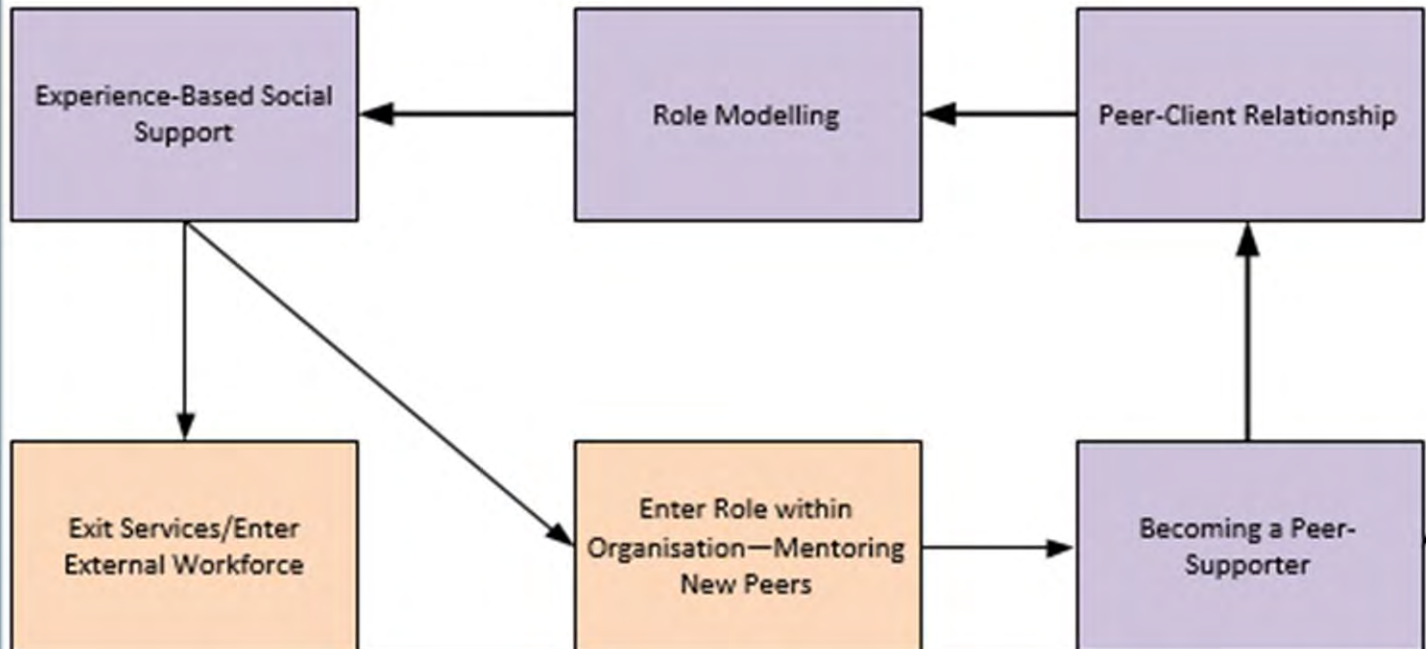 Experience-Based Social
Support
Role Modelling
Peer-Client Relationship
Exit Services/Enter
External Workforce
Enter Role within
Organisation—Mentoring
New Peers
Becoming a Peer-
Supporter